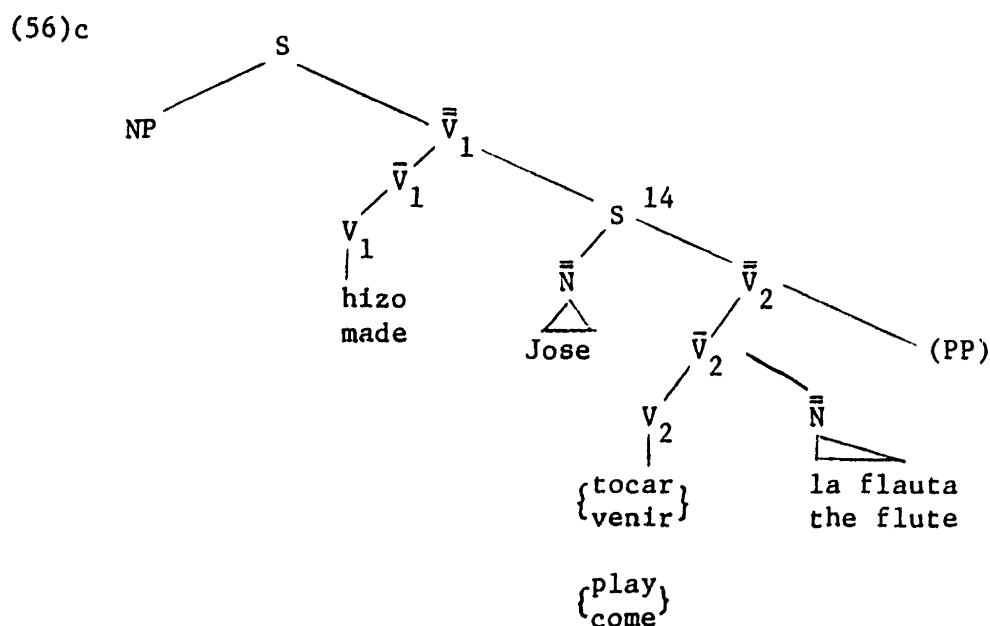 (56)c
S
NP V̿₁
V̄₁
S 14
V₁
N̿ V̿₂
hizo
made Jose V̄₂ (PP)
V₂ N̿
{tocar} la flauta
{venir} the flute
{play}
{come}